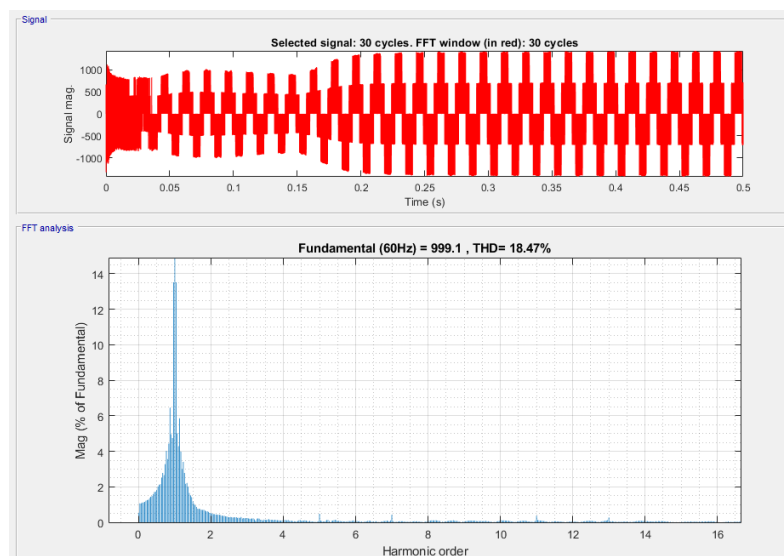 Signal
Selected signal: 30 cycles. FFT window (in red): 30 cycles
Signal mag.
1000
500
0
-500
-1000
0 0.05 0.1 0.15 0.2 0.25 0.3 0.35 0.4 0.45 0.5
Time (s)
FFT analysis
Fundamental (60Hz) = 999.1 , THD= 18.47%
Mag (% of Fundamental)
14
12
10
8
6
4
2
0
0 2 4 6 8 10 12 14 16
Harmonic order